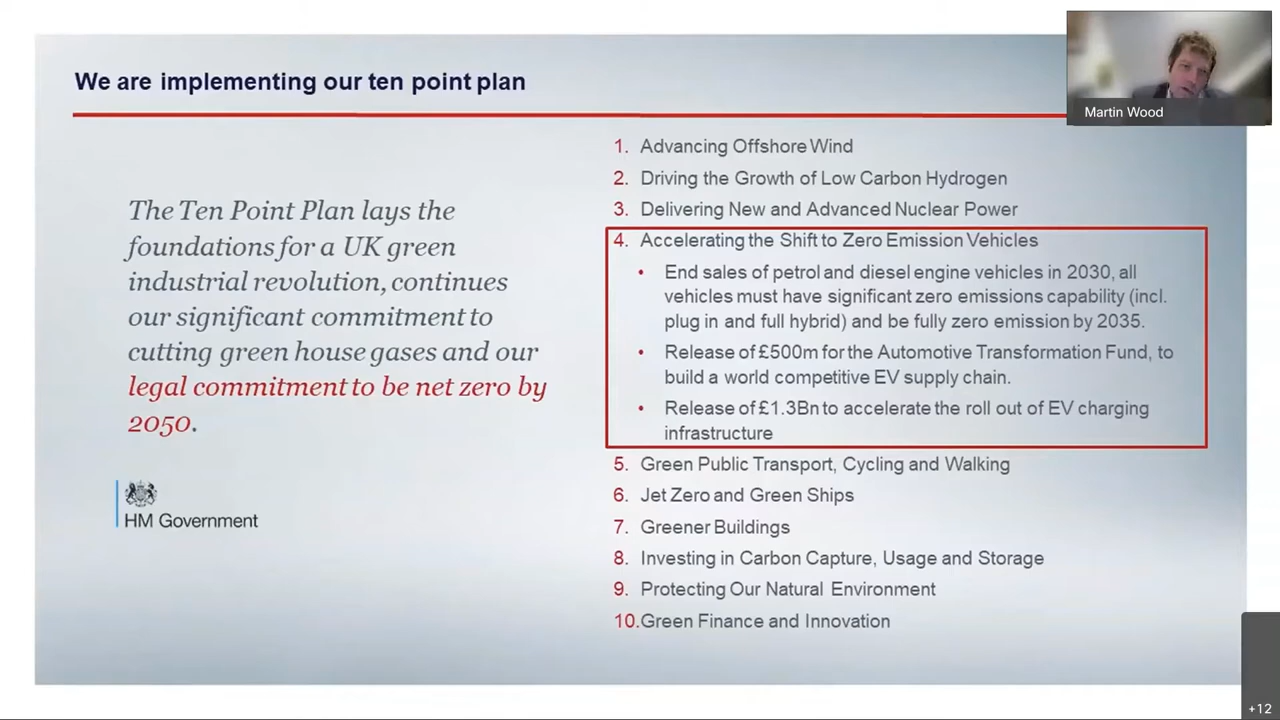 We are implementing our ten point plan
Martin Wood
The Ten Point Plan lays the
foundations for a UK green
industrial revolution, continues
our significant commitment to
cutting green house gases and our
legal commitment to be net zero by
2050.
HM Government
1. Advancing Offshore Wind
2. Driving the Growth of Low Carbon Hydrogen
3. Delivering New and Advanced Nuclear Power
4. Accelerating the Shift to Zero Emission Vehicles
• End sales of petrol and diesel engine vehicles in 2030, all
vehicles must have significant zero emissions capability (incl.
plug in and full hybrid) and be fully zero emission by 2035.
• Release of £500m for the Automotive Transformation Fund, to
build a world competitive EV supply chain.
• Release of £1.3Bn to accelerate the roll out of EV charging
infrastructure
5. Green Public Transport, Cycling and Walking
6. Jet Zero and Green Ships
7. Greener Buildings
8. Investing in Carbon Capture, Usage and Storage
9. Protecting Our Natural Environment
10. Green Finance and Innovation
+12